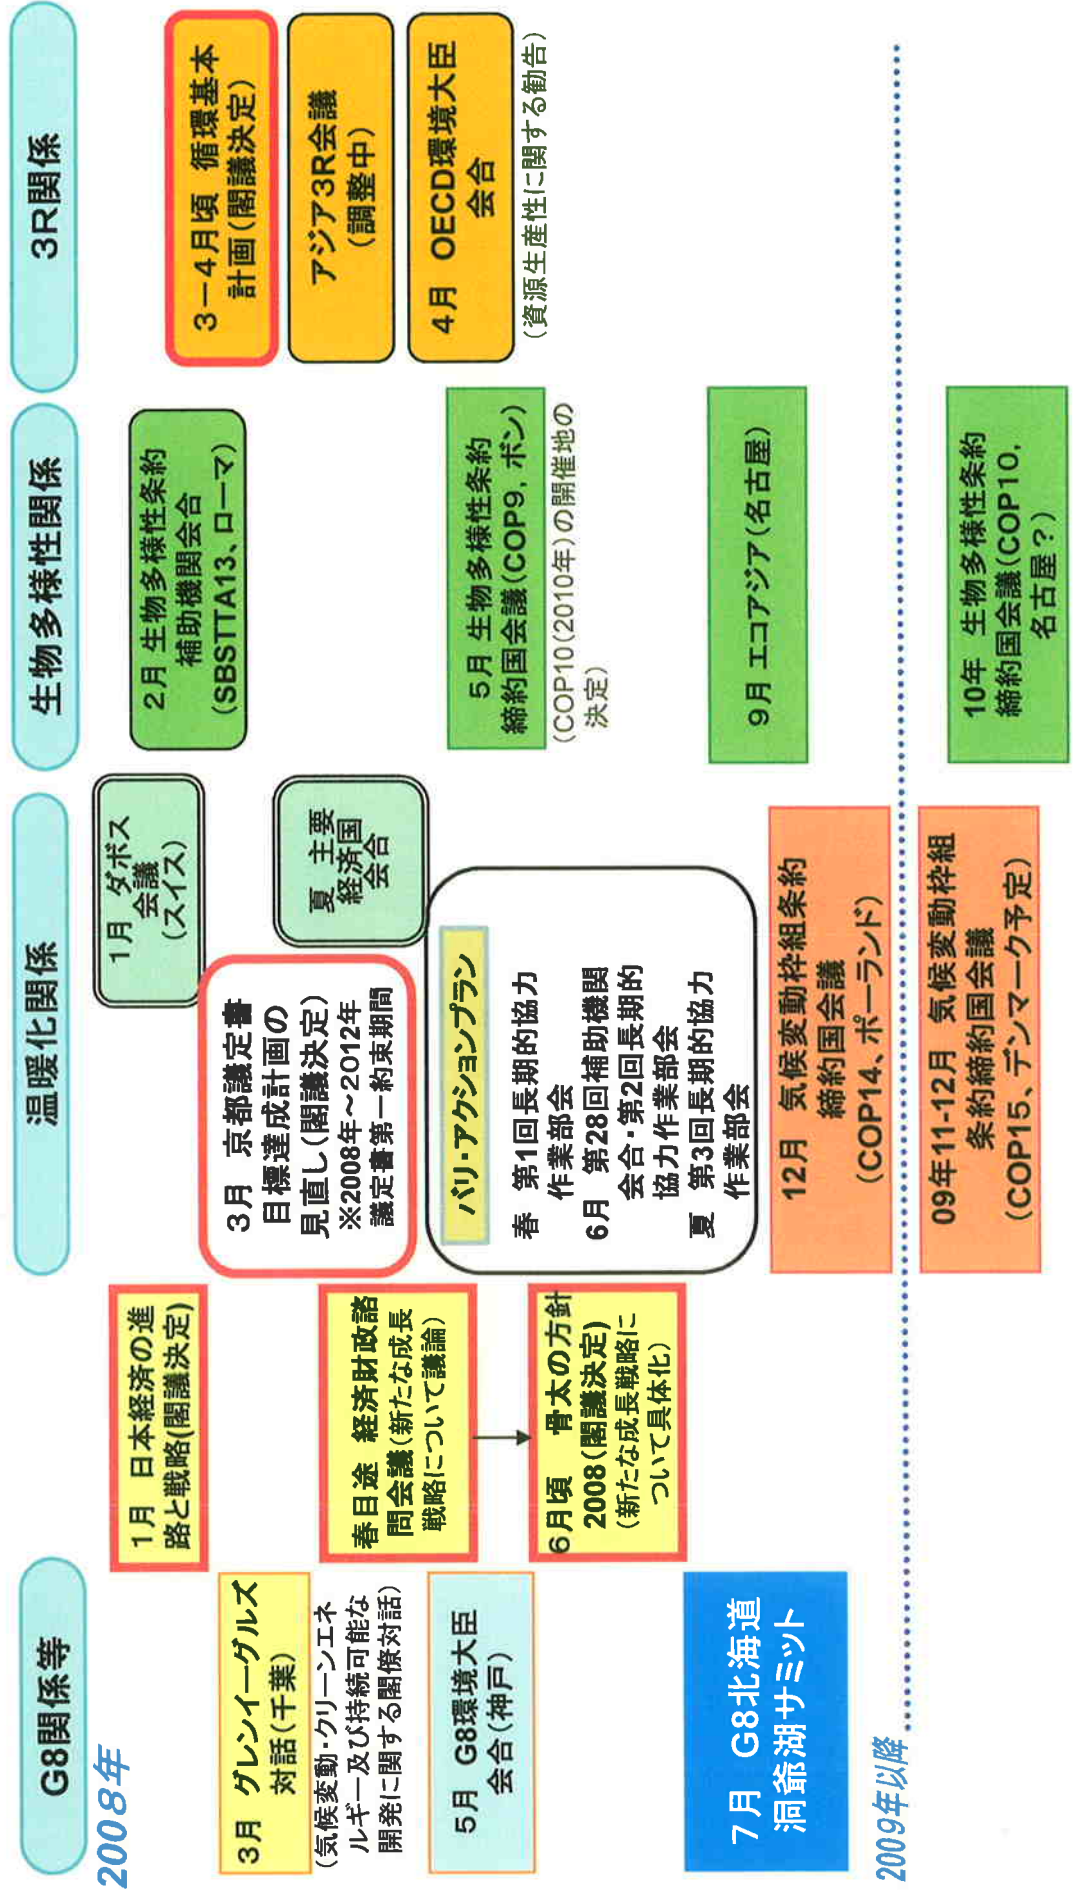 G8関係等
温暖化関係
生物多様性関係
3R関係
2008年
3月 グレンイーグルズ
対話(千葉)
(気候変動・クリーンエネ
ルギー及び持続可能な
開発に関する閣僚対話)
5月 G8環境大臣
会合(神戸)
7月 G8北海道
洞爺湖サミット
1月 日本経済の進
路と戦略(閣議決定)
春目途 経済財政諮
問会議(新たな成長
戦略について議論)
6月頃 骨太の方針
2008(閣議決定)
(新たな成長戦略に
ついて具体化)
1月 ダボス
会議
(スイス)
3月 京都議定書
目標達成計画の
見直し(閣議決定)
※2008年～2012年
議定書第一約束期間
夏 主要
経済国
会合
バリ・アクションプラン
春 第1回長期的協力
作業部会
6月 第28回補助機関
会合・第2回長期的
協力作業部会
夏 第3回長期的協力
作業部会
12月 気候変動枠組条約
締約国会議
(COP14、ポーランド)
2月 生物多様性条約
補助機関会合
(SBSTTA13、ローマ)
5月 生物多様性条約
締約国会議(COP9, ボン)
(COP10(2010年)の開催地の
決定)
9月 エコアジア(名古屋)
3－4月頃 循環基本
計画(閣議決定)
アジア3R会議
(調整中)
4月 OECD環境大臣
会合
(資源生産性に関する勧告)
2009年以降
09年11-12月 気候変動枠組
条約締約国会議
(COP15、デンマーク予定)
10年 生物多様性条約
締約国会議(COP10,
名古屋？)